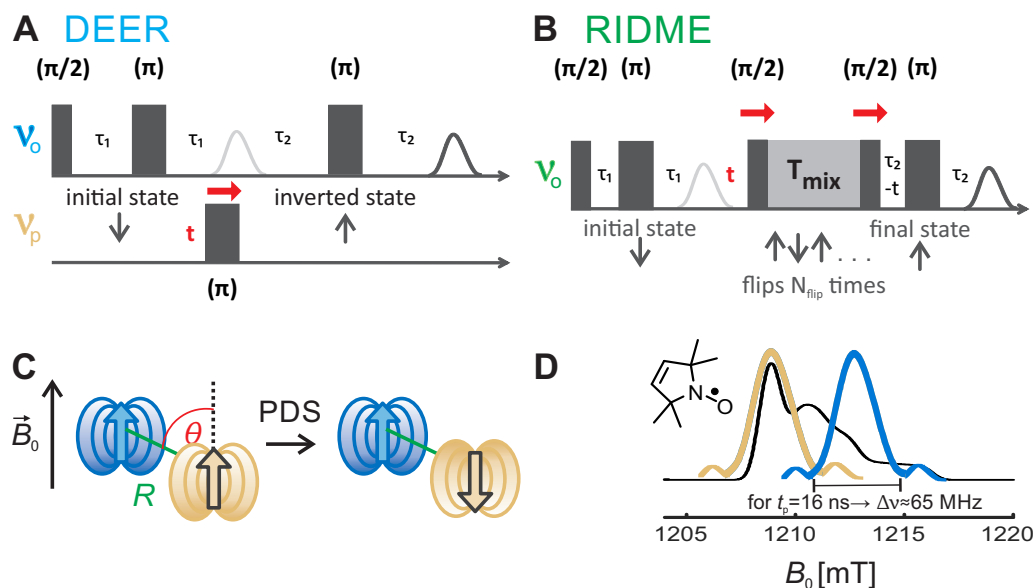 A DEER
(π/2) (π) (π)
ν₀ τ₁ τ₁ τ₂ τ₂
initial state inverted state
νₚ t
(π)
B RIDME
(π/2) (π) (π/2) (π/2) (π)
ν₀ τ₁ τ₁ t Tmix τ₂ -t τ₂
initial state final state
. . .
flips Nflip times
C
B⃗₀ θ PDS
R
D
N O
for tₚ=16 ns→ Δν≈65 MHz
1205 1210 1215 1220
B₀ [mT]